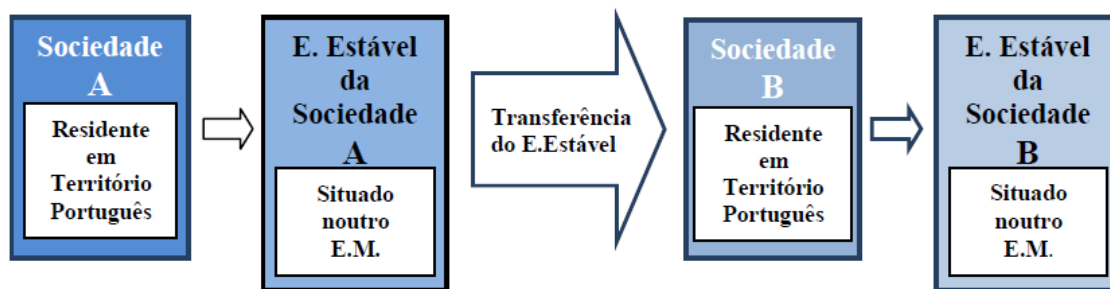 Sociedade
A
Residente
em
Território
Português
E. Estável
da
Sociedade
A
Situado
noutro
E.M.
Transferência
do E.Estável
Sociedade
B
Residente
em
Território
Português
E. Estável
da
Sociedade
B
Situado
noutro
E.M.